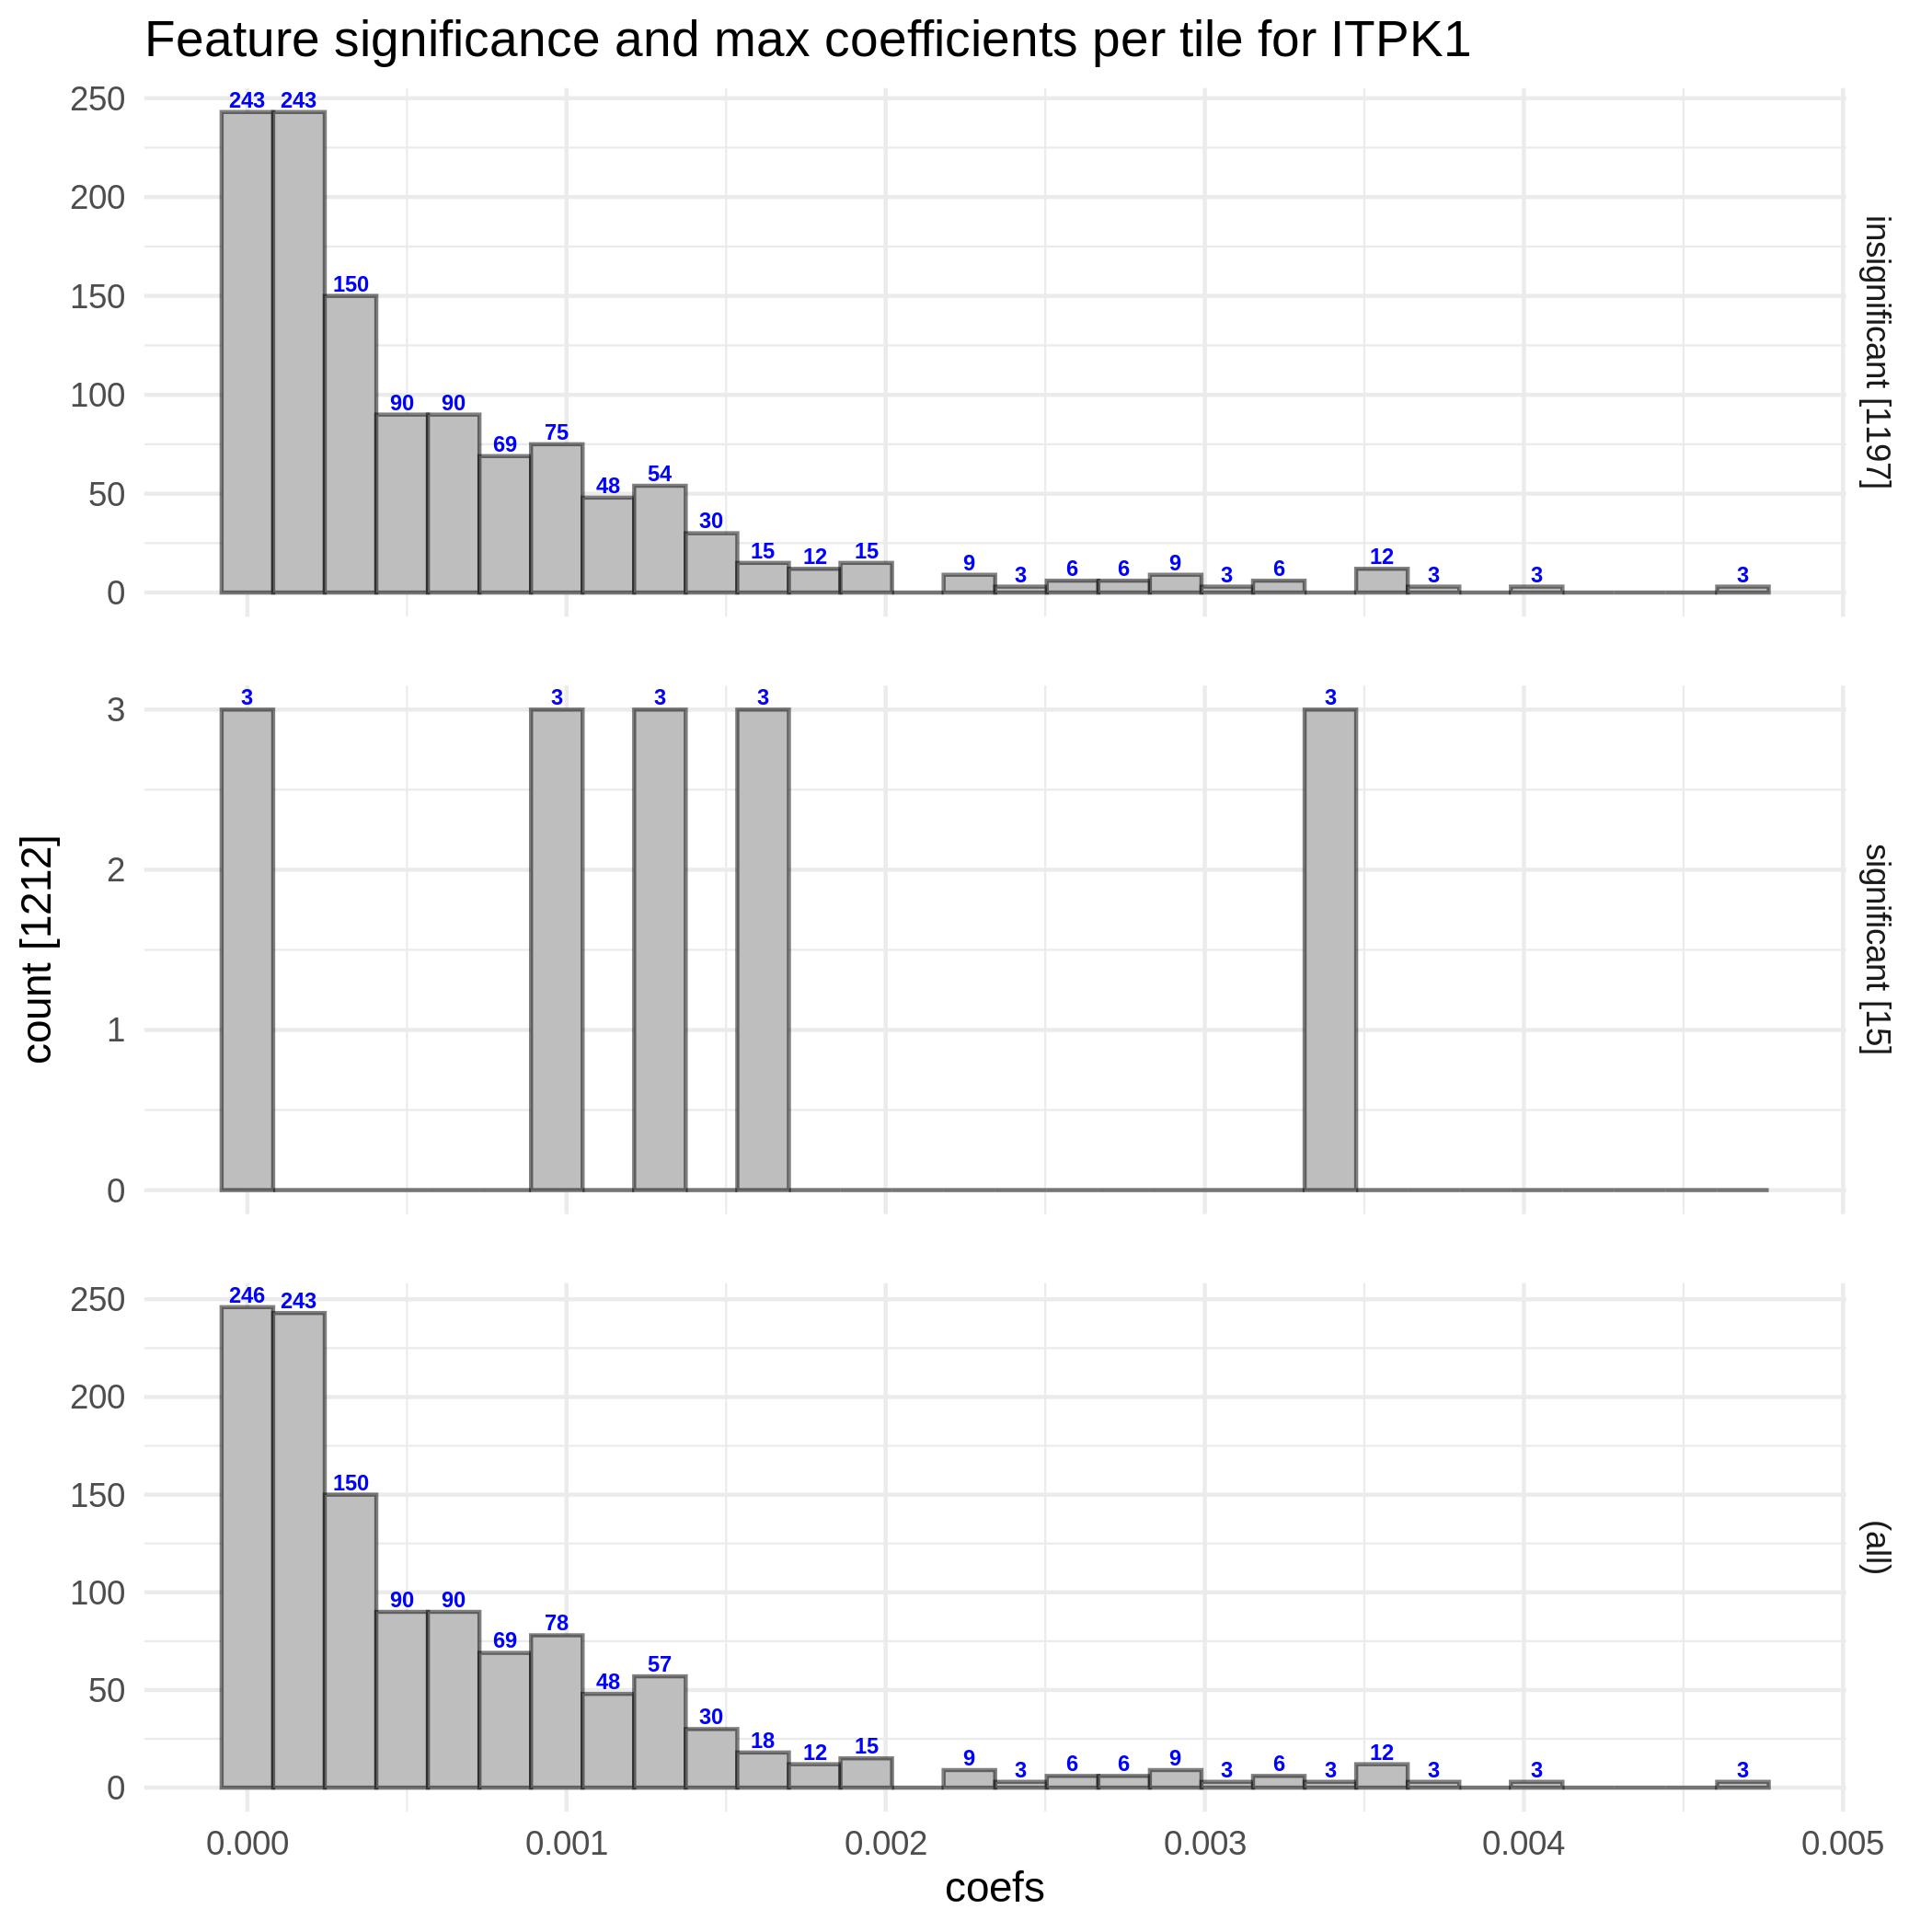 Feature significance and max coefficients per tile for ITPK1
250
200
150
100
50
0
243 243 150 90 90 69 75 48 54 30 15 12 15 9 3 6 6 9 3 6 12 3 3 3
insignificant [1197]
count [1212]
3
2
1
0
3 3 3 3 3
significant [15]
250
200
150
100
50
0
246 243 150 90 90 69 78 48 57 30 18 12 15 9 3 6 6 9 3 6 3 12 3 3 3
(all)
0.000 0.001 0.002 0.003 0.004 0.005
coefs